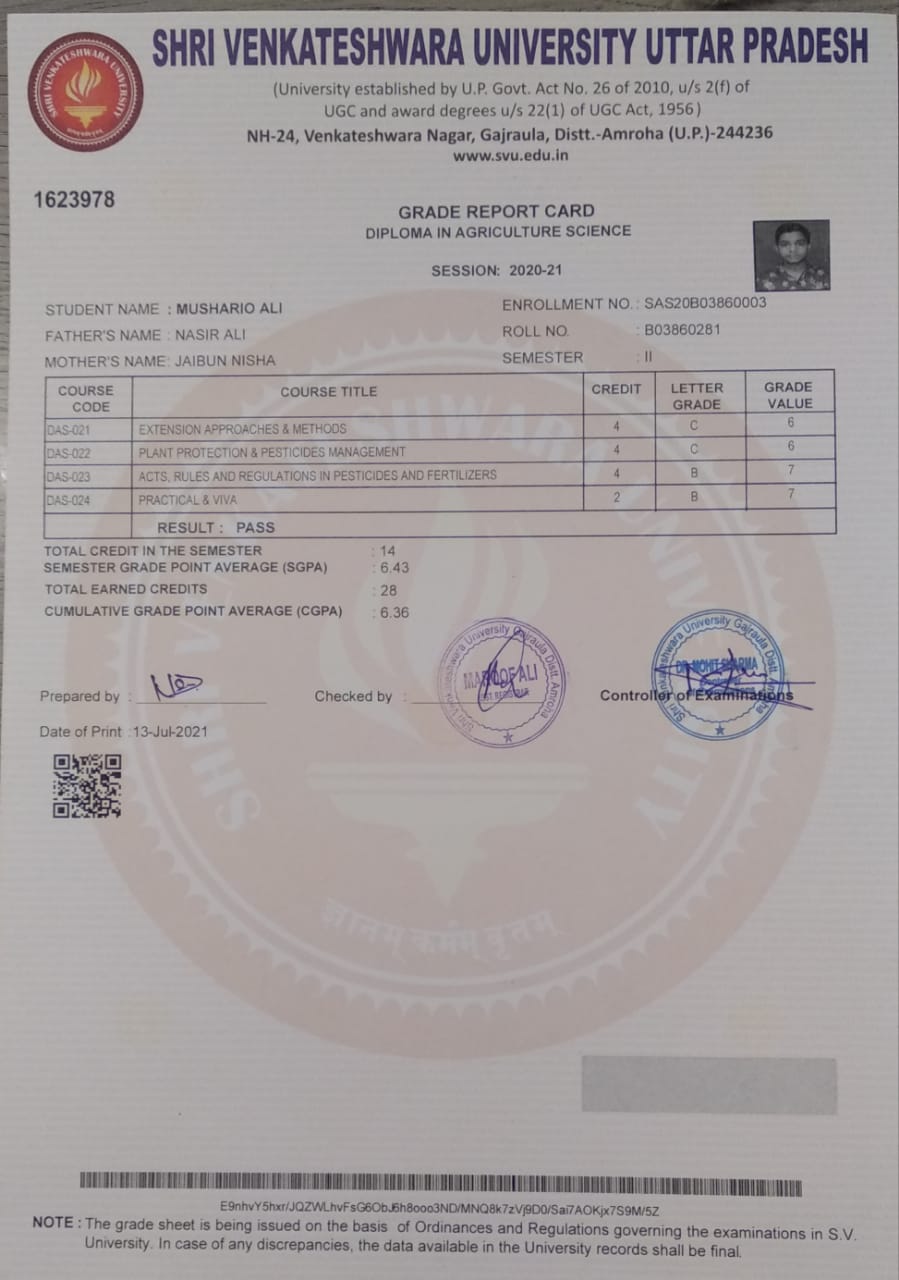 SHRI VENKATESHWARA UNIVERSITY UTTAR PRADESH
SHRI VENKATESHWARA UNIVERSITY
(University established by U.P. Govt. Act No. 26 of 2010, u/s 2(f) of
UGC and award degrees u/s 22(1) of UGC Act, 1956)
NH-24, Venkateshwara Nagar, Gajraula, Distt.-Amroha (U.P.)-244236
www.svu.edu.in
1623978
GRADE REPORT CARD
DIPLOMA IN AGRICULTURE SCIENCE
SESSION: 2020-21
STUDENT NAME : MUSHARIO ALI ENROLLMENT NO. : SAS20B03860003
FATHER'S NAME : NASIR ALI ROLL NO. : B03860281
MOTHER'S NAME: JAIBUN NISHA SEMESTER : II
COURSE CODE COURSE TITLE CREDIT LETTER GRADE GRADE VALUE
DAS-021 EXTENSION APPROACHES & METHODS 4 C 6
DAS-022 PLANT PROTECTION & PESTICIDES MANAGEMENT 4 C 6
DAS-023 ACTS, RULES AND REGULATIONS IN PESTICIDES AND FERTILIZERS 4 B 7
DAS-024 PRACTICAL & VIVA 2 B 7
RESULT : PASS
TOTAL CREDIT IN THE SEMESTER : 14
SEMESTER GRADE POINT AVERAGE (SGPA) : 6.43
TOTAL EARNED CREDITS : 28
CUMULATIVE GRADE POINT AVERAGE (CGPA) : 6.36
Shri Venkateshwara University Gajraula Distt. Amroha
MAROOF ALI
Shri Venkateshwara University Gajraula Distt. Amroha
DR. MOHIT SHARMA
Prepared by : Checked by : Controller of Examinations
Date of Print : 13-Jul-2021
SHRI VENKATESHWARA UNIVERSITY
ज्ञानम् कर्मम् वृतम्
E9nhvY5hxr/JQZWLhvFsG6ObJ6h8ooo3ND/MNQ8k7zVj9D0/Sai7AOKjx7S9M/5Z
NOTE : The grade sheet is being issued on the basis of Ordinances and Regulations governing the examinations in S.V.
University. In case of any discrepancies, the data available in the University records shall be final.